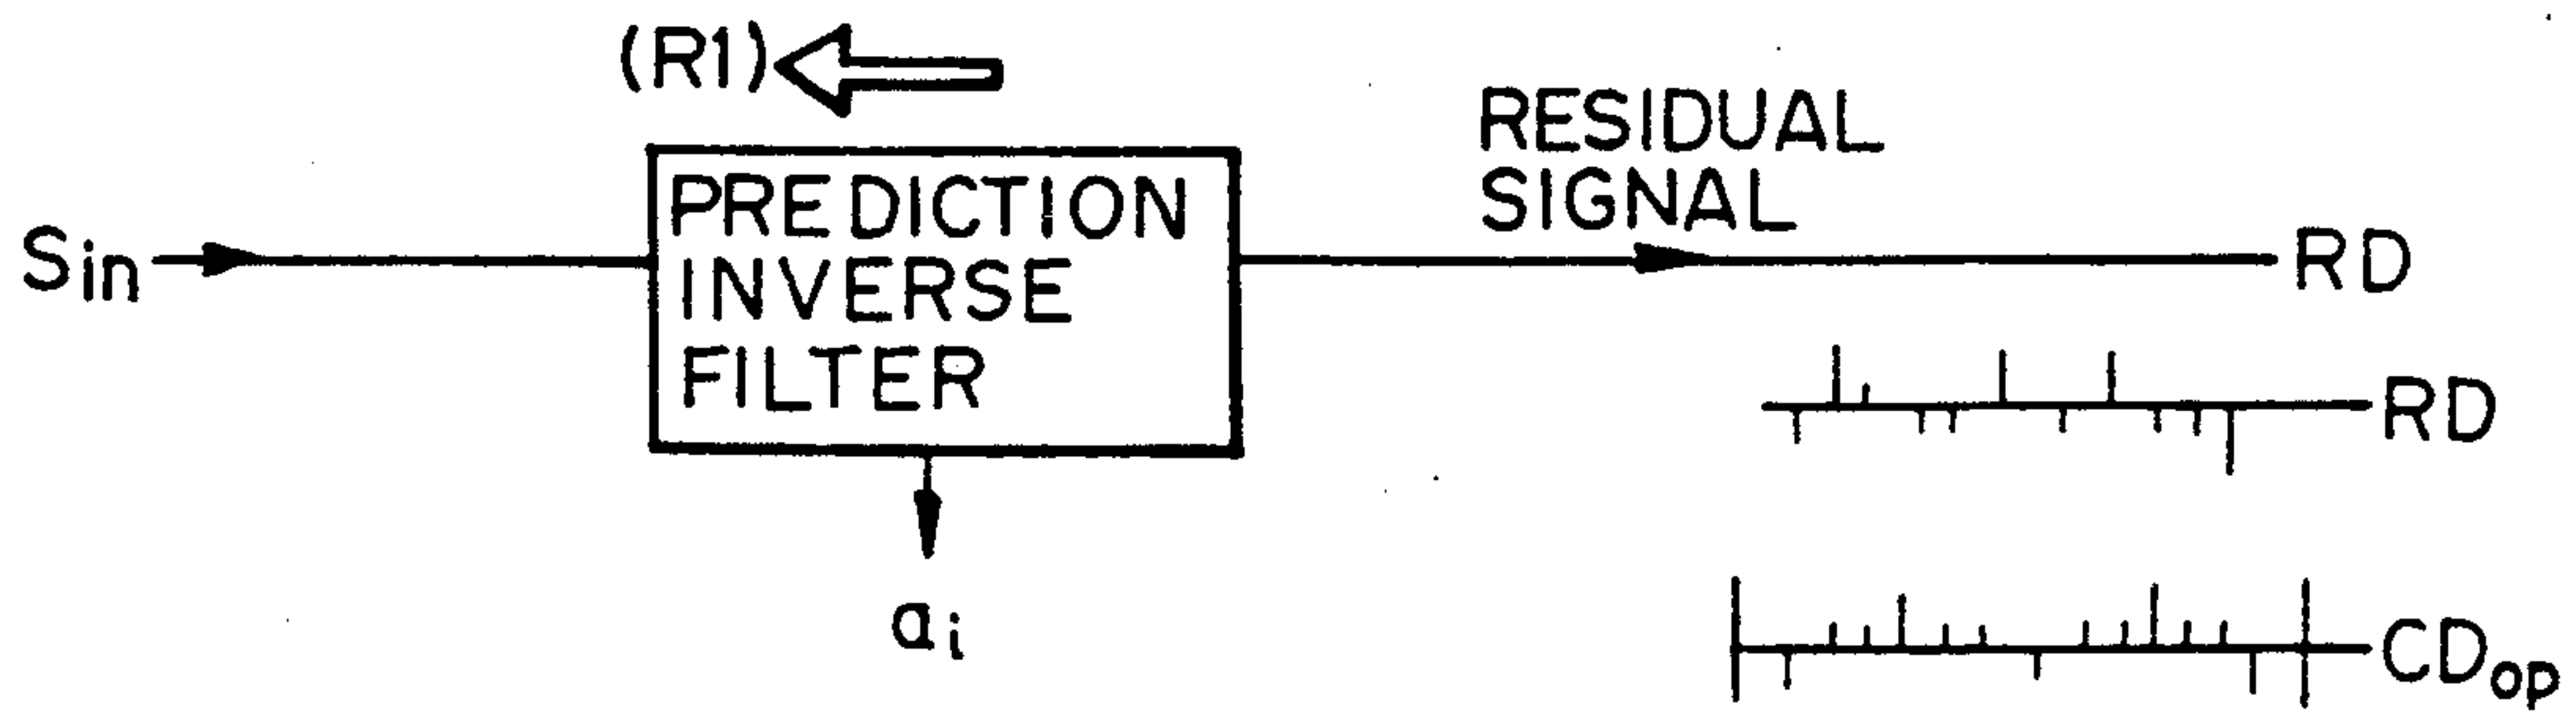 (R1)
RESIDUAL
SIGNAL
Sin
PREDICTION
INVERSE
FILTER
RD
RD
ai
CDop